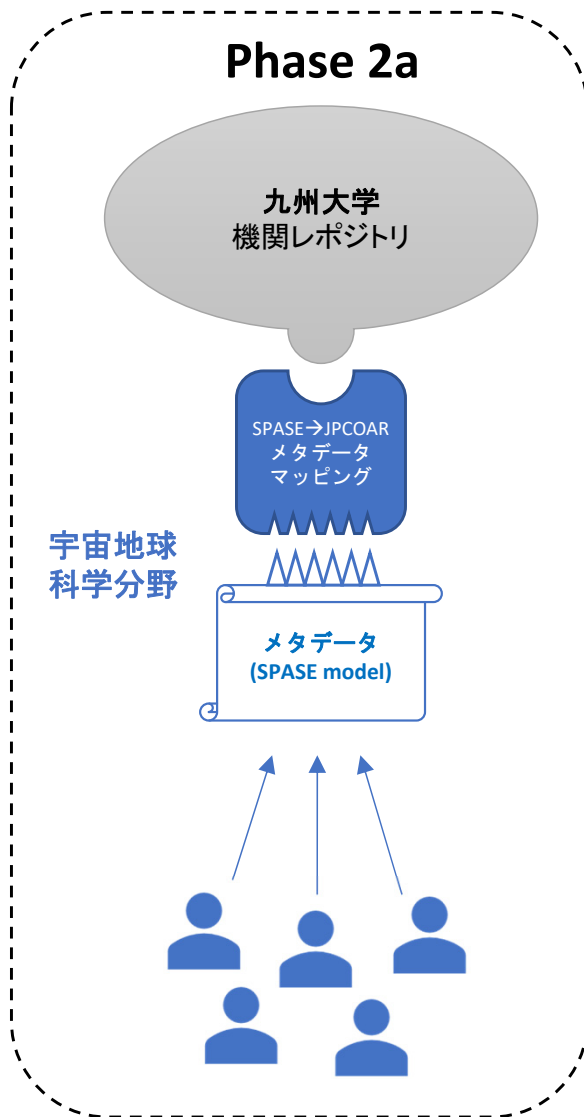 Phase 2a
九州大学
機関レポジトリ
SPASE→JPCOAR
メタデータ
マッピング
宇宙地球
科学分野
メタデータ
(SPASE model)